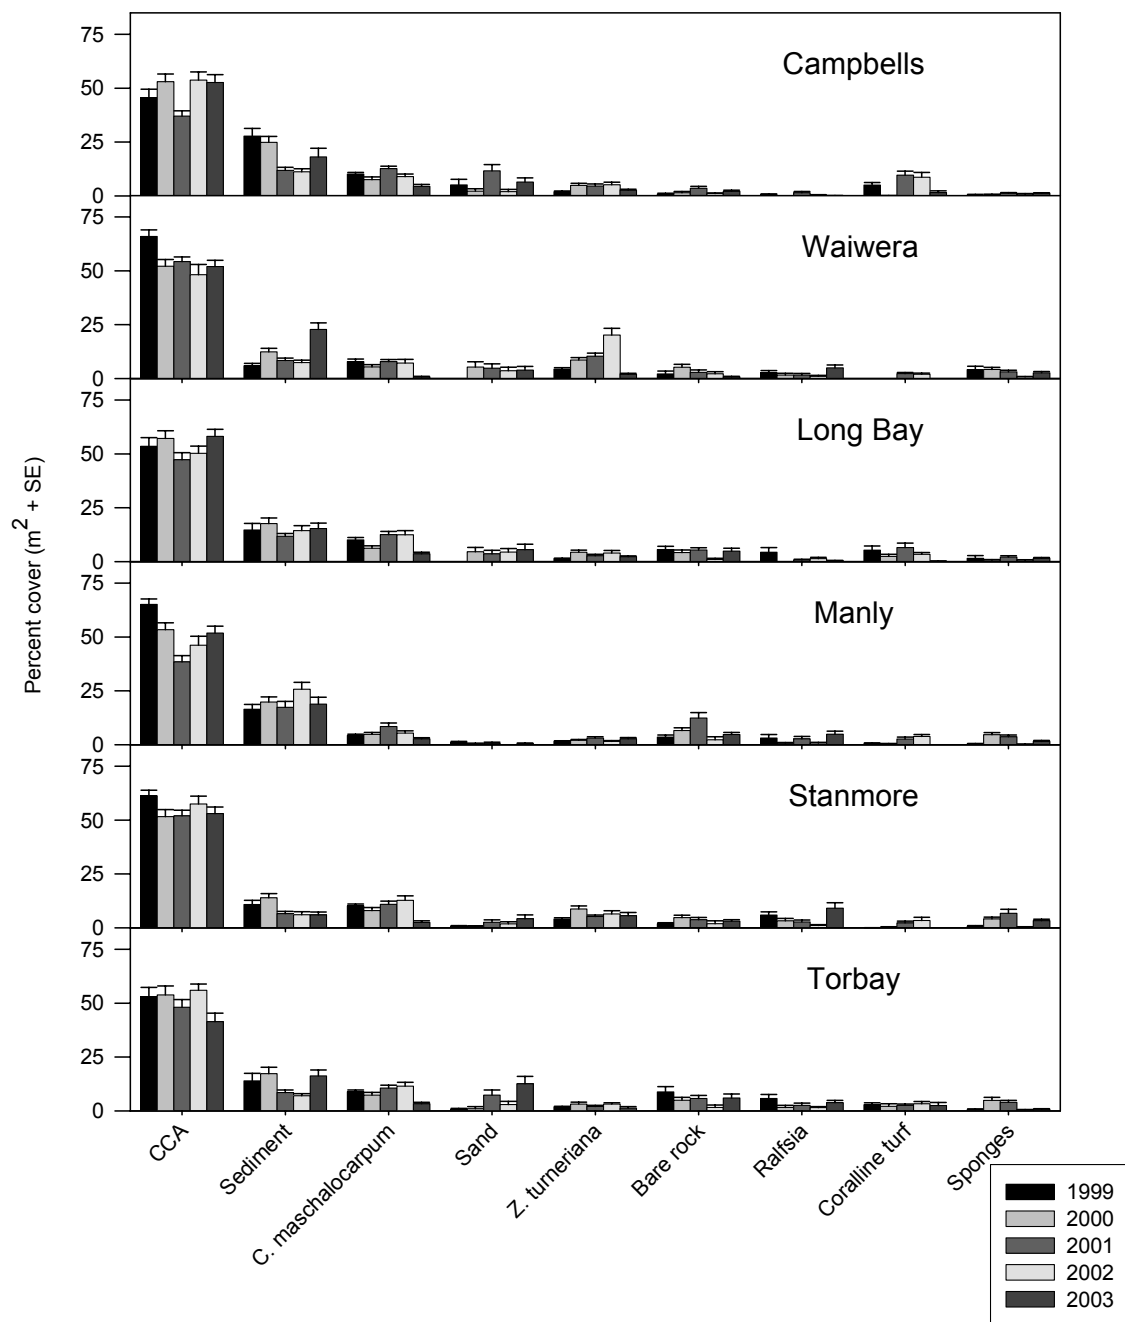 75
50
25
0
Campbells
75
50
25
0
Waiwera
75
50
25
0
Long Bay
Percent cover (m² + SE)
75
50
25
0
Manly
75
50
25
0
Stanmore
75
50
25
0
Torbay
CCA
Sediment
C. maschalocarpum
Sand
Z. turneriana
Bare rock
Ralfsia
Coralline turf
Sponges
1999
2000
2001
2002
2003